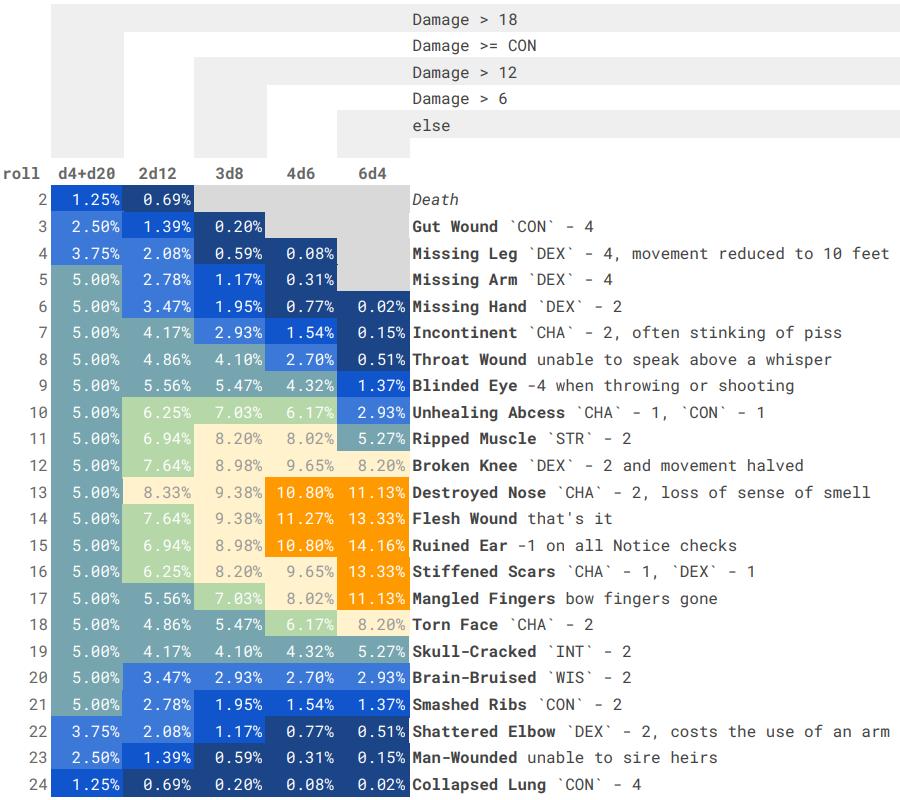 Damage > 18
Damage >= CON
Damage > 12
Damage > 6
else
roll d4+d20 2d12 3d8 4d6 6d4
2 1.25% 0.69% Death
3 2.50% 1.39% 0.20% Gut Wound `CON` - 4
4 3.75% 2.08% 0.59% 0.08% Missing Leg `DEX` - 4, movement reduced to 10 feet
5 5.00% 2.78% 1.17% 0.31% Missing Arm `DEX` - 4
6 5.00% 3.47% 1.95% 0.77% 0.02% Missing Hand `DEX` - 2
7 5.00% 4.17% 2.93% 1.54% 0.15% Incontinent `CHA` - 2, often stinking of piss
8 5.00% 4.86% 4.10% 2.70% 0.51% Throat Wound unable to speak above a whisper
9 5.00% 5.56% 5.47% 4.32% 1.37% Blinded Eye -4 when throwing or shooting
10 5.00% 6.25% 7.03% 6.17% 2.93% Unhealing Abcess `CHA` - 1, `CON` - 1
11 5.00% 6.94% 8.20% 8.02% 5.27% Ripped Muscle `STR` - 2
12 5.00% 7.64% 8.98% 9.65% 8.20% Broken Knee `DEX` - 2 and movement halved
13 5.00% 8.33% 9.38% 10.80% 11.13% Destroyed Nose `CHA` - 2, loss of sense of smell
14 5.00% 7.64% 9.38% 11.27% 13.33% Flesh Wound that's it
15 5.00% 6.94% 8.98% 10.80% 14.16% Ruined Ear -1 on all Notice checks
16 5.00% 6.25% 8.20% 9.65% 13.33% Stiffened Scars `CHA` - 1, `DEX` - 1
17 5.00% 5.56% 7.03% 8.02% 11.13% Mangled Fingers bow fingers gone
18 5.00% 4.86% 5.47% 6.17% 8.20% Torn Face `CHA` - 2
19 5.00% 4.17% 4.10% 4.32% 5.27% Skull-Cracked `INT` - 2
20 5.00% 3.47% 2.93% 2.70% 2.93% Brain-Bruised `WIS` - 2
21 5.00% 2.78% 1.95% 1.54% 1.37% Smashed Ribs `CON` - 2
22 3.75% 2.08% 1.17% 0.77% 0.51% Shattered Elbow `DEX` - 2, costs the use of an arm
23 2.50% 1.39% 0.59% 0.31% 0.15% Man-Wounded unable to sire heirs
24 1.25% 0.69% 0.20% 0.08% 0.02% Collapsed Lung `CON` - 4